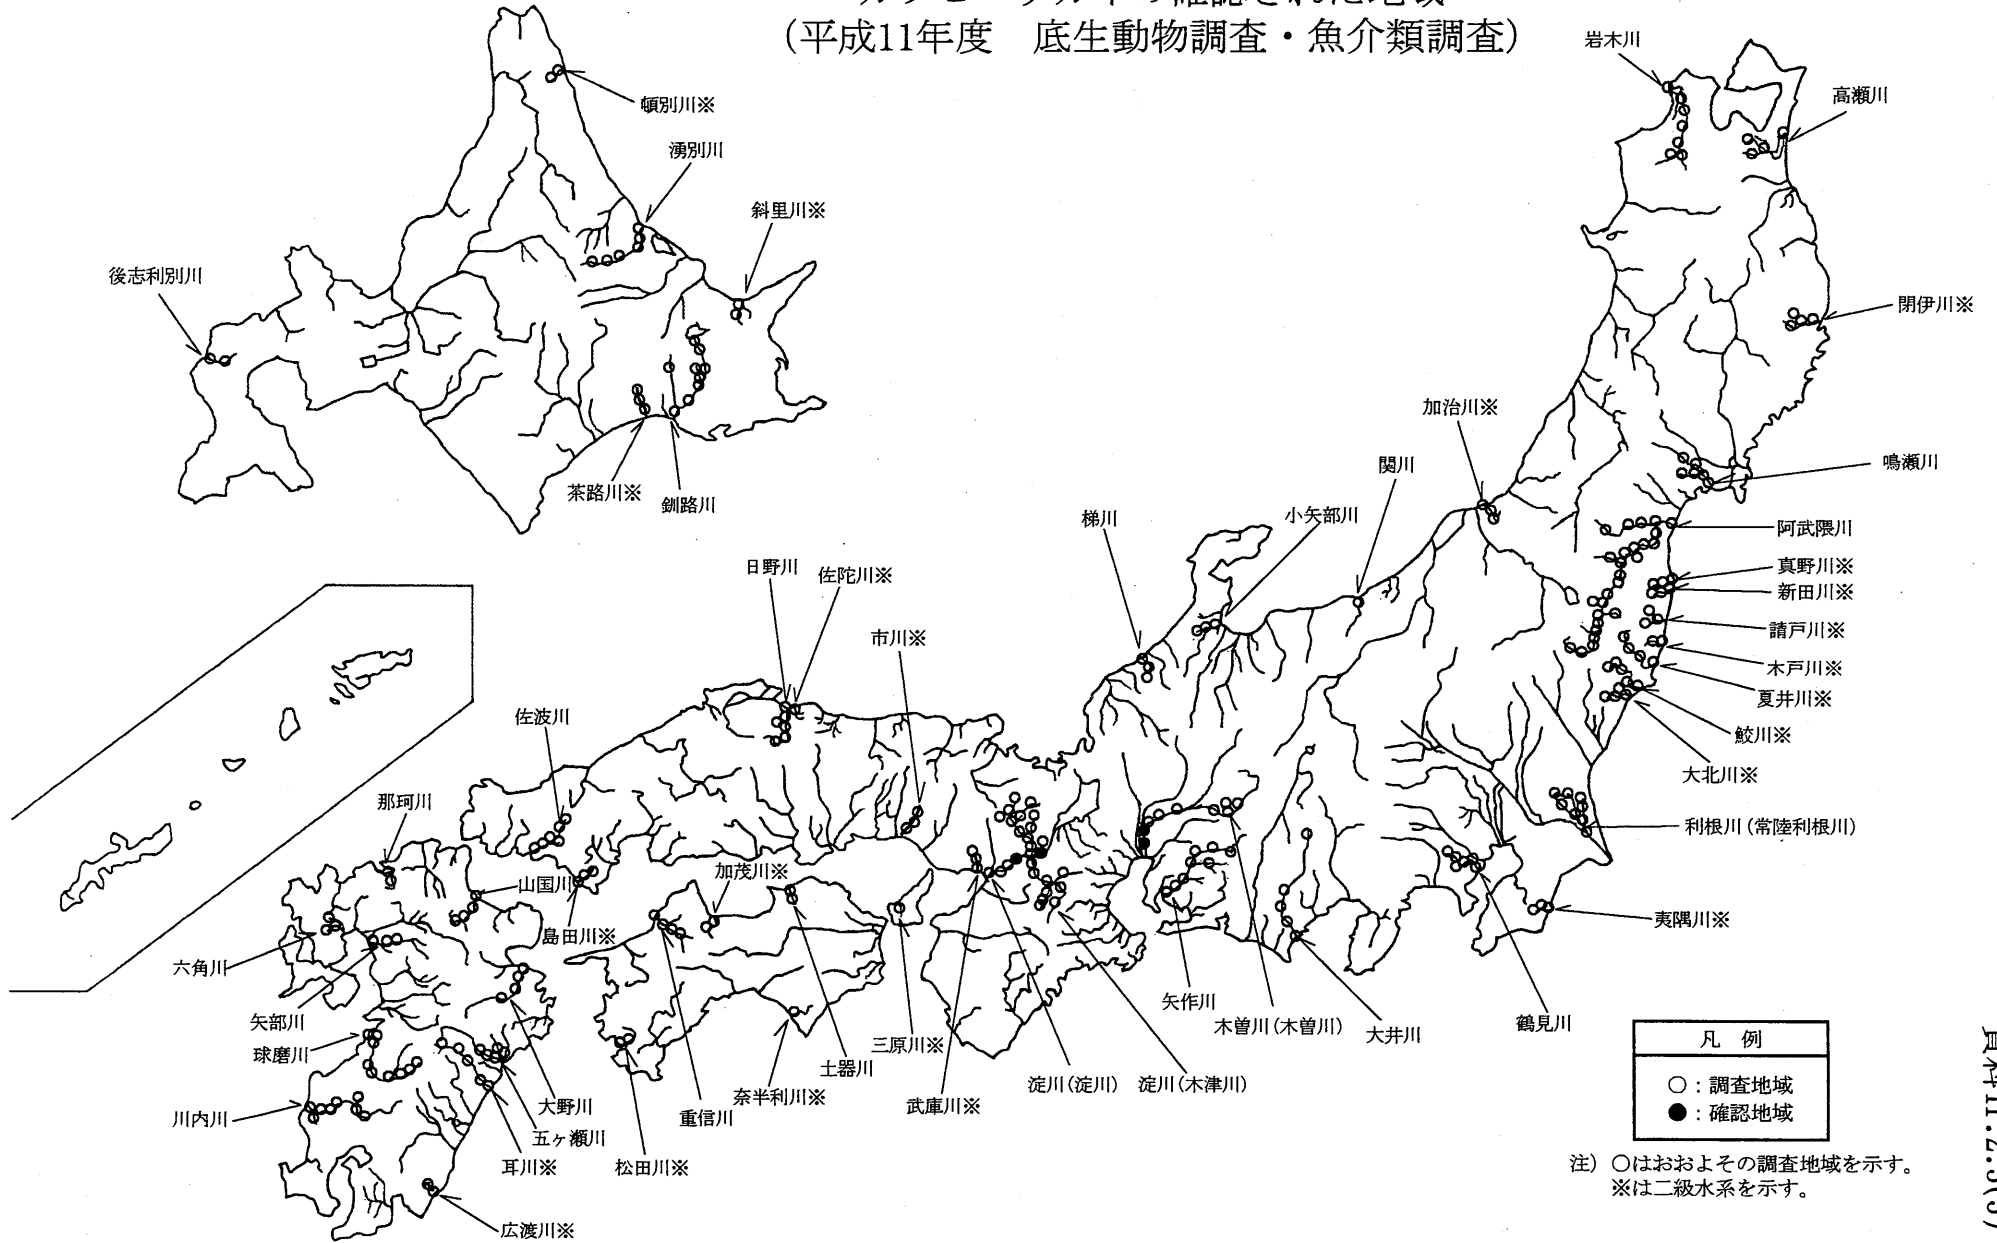 の確認された地域
(平成11年度　底生動物調査・魚介類調査)
岩木川
高瀬川
頓別川※
湧別川
斜里川※
後志利別川
閉伊川※
加治川※
関川
鳴瀬川
茶路川※
釧路川
梯川
小矢部川
阿武隈川
真野川※
新田川※
請戸川※
木戸川※
夏井川※
鮫川※
大北川※
日野川
佐陀川※
市川※
佐波川
那珂川
利根川(常陸利根川)
加茂川※
山国川
島田川※
夷隅川※
六角川
矢部川
球磨川
川内川
矢作川
木曽川(木曽川)
大井川
鶴見川
三原川※
土器川
淀川(淀川)
淀川(木津川)
奈半利川※
武庫川※
大野川
重信川
五ヶ瀬川
耳川※
松田川※
広渡川※
凡　例
○：調査地域
●：確認地域
注）○はおおよその調査地域を示す。
※は二級水系を示す。